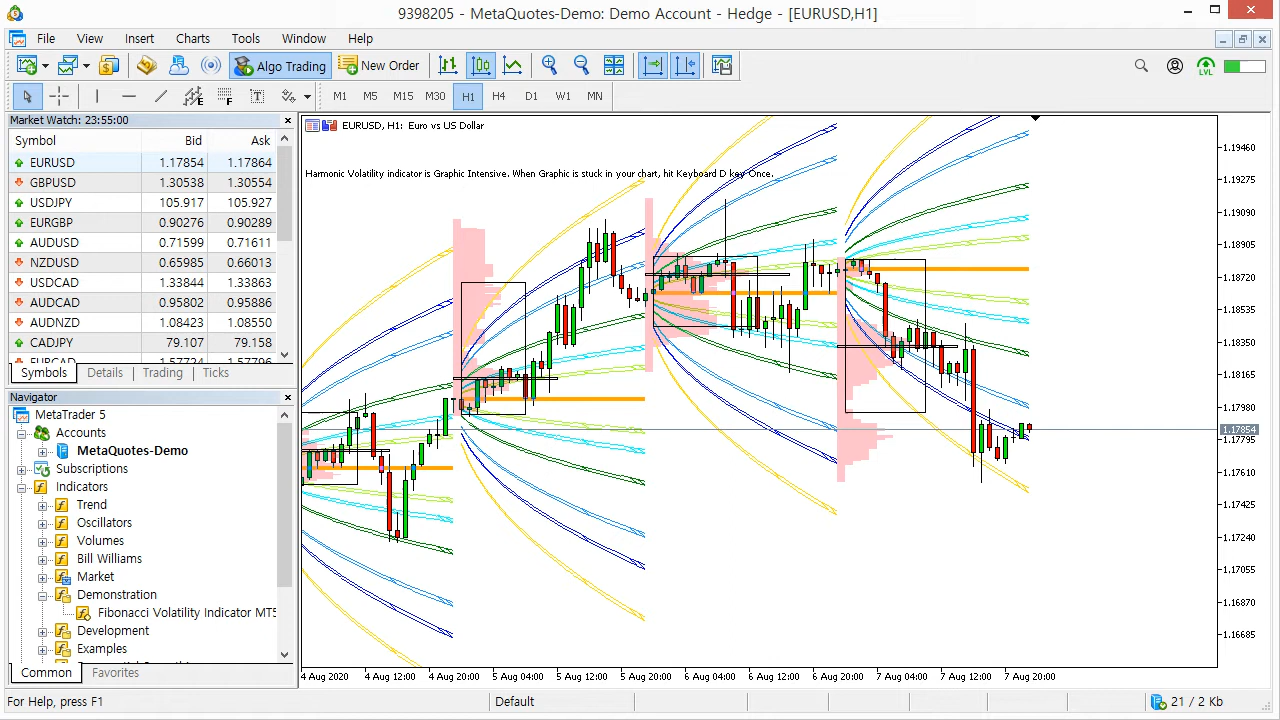 9398205 - MetaQuotes-Demo: Demo Account - Hedge - [EURUSD,H1]
File View Insert Charts Tools Window Help
Algo Trading New Order LVL
E F T M1 M5 M15 M30 H1 H4 D1 W1 MN
Market Watch: 23:55:00
Symbol Bid Ask
EURUSD 1.17854 1.17864
GBPUSD 1.30538 1.30554
USDJPY 105.917 105.927
EURGBP 0.90276 0.90289
AUDUSD 0.71599 0.71611
NZDUSD 0.65985 0.66013
USDCAD 1.33844 1.33863
AUDCAD 0.95802 0.95886
AUDNZD 1.08423 1.08550
CADJPY 79.107 79.158
EURCAD 1.57724 1.57796
Symbols Details Trading Ticks
Navigator
MetaTrader 5
Accounts
MetaQuotes-Demo
Subscriptions
Indicators
Trend
Oscillators
Volumes
Bill Williams
Market
Demonstration
Fibonacci Volatility Indicator MT5
Development
Examples
Common Favorites
EURUSD, H1: Euro vs US Dollar
Harmonic Volatility indicator is Graphic Intensive. When Graphic is stuck in your chart, hit Keyboard D key Once.
1.19460
1.19275
1.19090
1.18905
1.18720
1.18535
1.18350
1.18165
1.17980
1.17854
1.17795
1.17610
1.17425
1.17240
1.17055
1.16870
1.16685
4 Aug 2020 4 Aug 12:00 4 Aug 20:00 5 Aug 04:00 5 Aug 12:00 5 Aug 20:00 6 Aug 04:00 6 Aug 12:00 6 Aug 20:00 7 Aug 04:00 7 Aug 12:00 7 Aug 20:00
For Help, press F1 Default 21 / 2 Kb